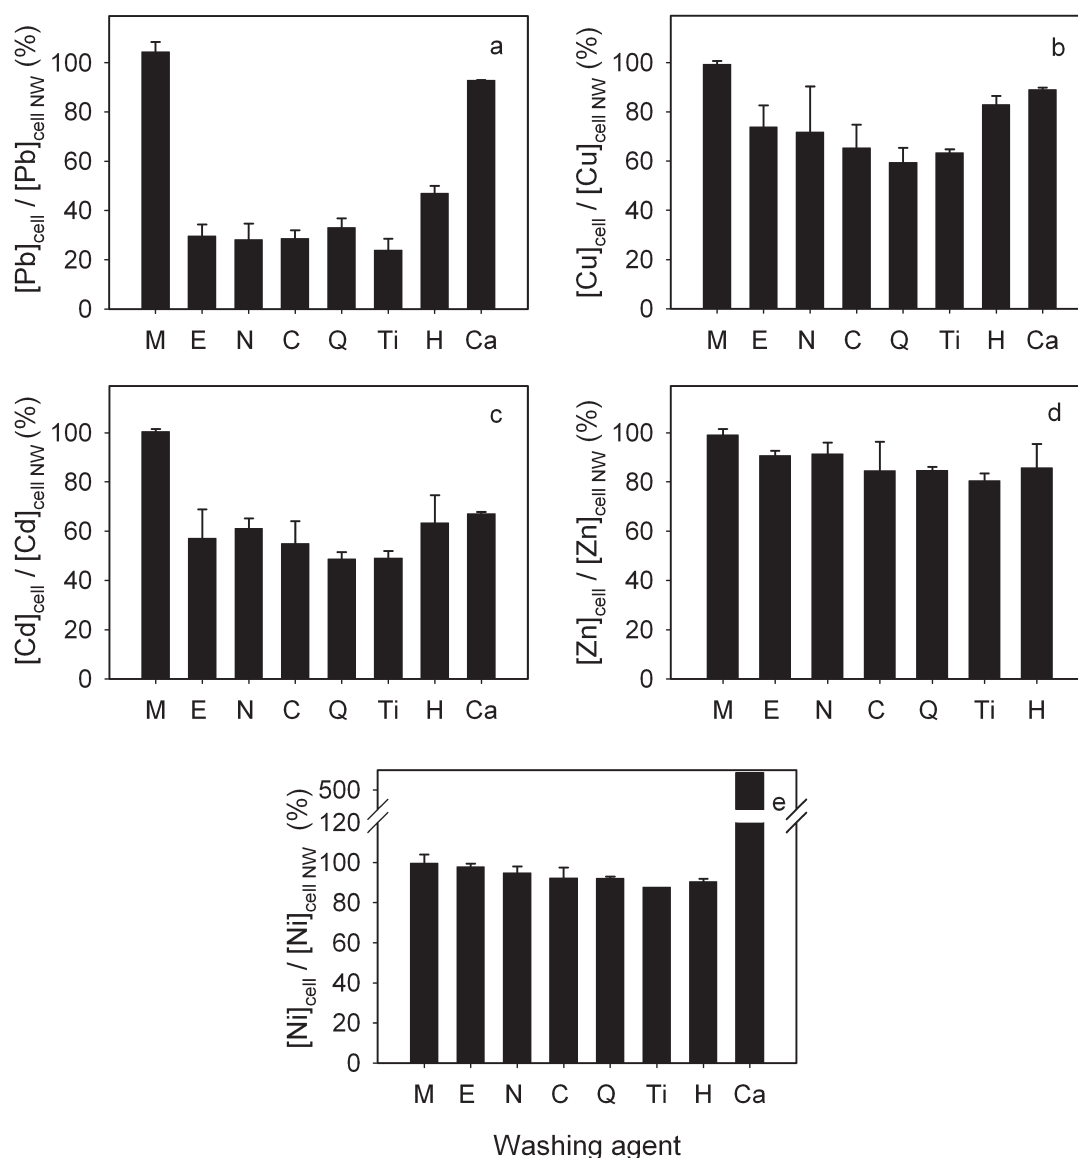 a
[Pb]cell / [Pb]cell NW (%)
100
80
60
40
20
0
M E N C Q Ti H Ca
b
[Cu]cell / [Cu]cell NW (%)
100
80
60
40
20
0
M E N C Q Ti H Ca
c
[Cd]cell / [Cd]cell NW (%)
100
80
60
40
20
0
M E N C Q Ti H Ca
d
[Zn]cell / [Zn]cell NW (%)
100
80
60
40
20
0
M E N C Q Ti H
e
[Ni]cell / [Ni]cell NW (%)
500
120
100
80
60
40
20
0
M E N C Q Ti H Ca
Washing agent